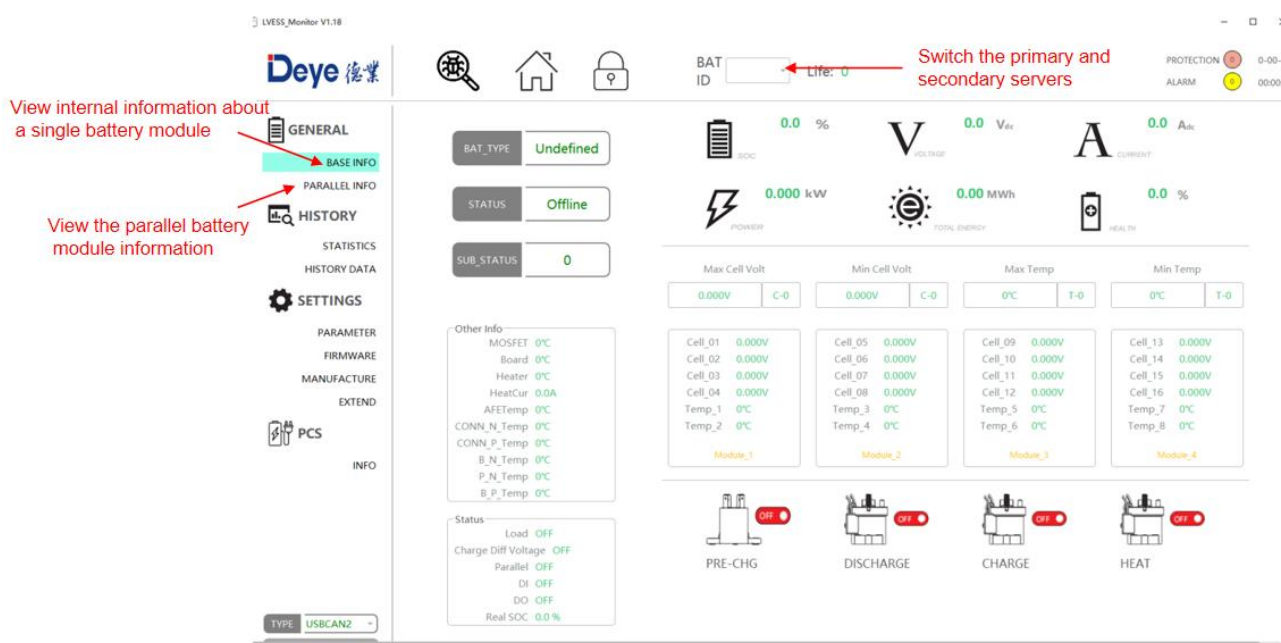 LVESS_Monitor V1.18
Deye 德業
BAT
ID
Life: 0
Switch the primary and
secondary servers
PROTECTION 0
ALARM 0
0-00-
00:00
View internal information about
a single battery module
View the parallel battery
module information
GENERAL
BASE INFO
PARALLEL INFO
HISTORY
STATISTICS
HISTORY DATA
SETTINGS
PARAMETER
FIRMWARE
MANUFACTURE
EXTEND
PCS
INFO
TYPE USBCAN2
BAT_TYPE Undefined
STATUS Offline
SUB_STATUS 0
Other Info
MOSFET 0℃
Board 0℃
Heater 0℃
HeatCur 0.0A
AFETemp 0℃
CONN_N_Temp 0℃
CONN_P_Temp 0℃
B_N_Temp 0℃
P_N_Temp 0℃
B_P_Temp 0℃
Status
Load OFF
Charge Diff Voltage OFF
Parallel OFF
DI OFF
DO OFF
Real SOC 0.0 %
0.0 %
SOC
0.0 Vdc
V
VOLTAGE
0.0 Adc
A
CURRENT
0.000 kW
POWER
0.00 MWh
e
TOTAL ENERGY
0.0 %
HEALTH
Max Cell Volt
0.000V C-0
Min Cell Volt
0.000V C-0
Max Temp
0℃ T-0
Min Temp
0℃ T-0
Cell_01 0.000V
Cell_02 0.000V
Cell_03 0.000V
Cell_04 0.000V
Temp_1 0℃
Temp_2 0℃
Module_1
Cell_05 0.000V
Cell_06 0.000V
Cell_07 0.000V
Cell_08 0.000V
Temp_3 0℃
Temp_4 0℃
Module_2
Cell_09 0.000V
Cell_10 0.000V
Cell_11 0.000V
Cell_12 0.000V
Temp_5 0℃
Temp_6 0℃
Module_3
Cell_13 0.000V
Cell_14 0.000V
Cell_15 0.000V
Cell_16 0.000V
Temp_7 0℃
Temp_8 0℃
Module_4
OFF
PRE-CHG
OFF
DISCHARGE
OFF
CHARGE
OFF
HEAT